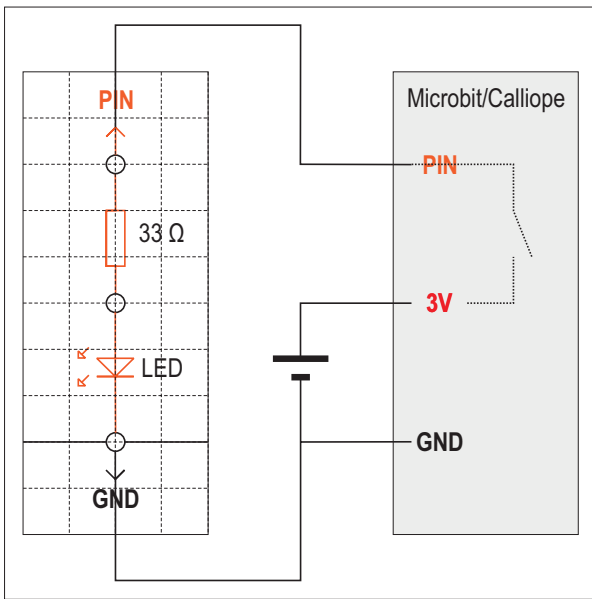 PIN
33 Ω
LED
GND
Microbit/Calliope
PIN
3V
GND